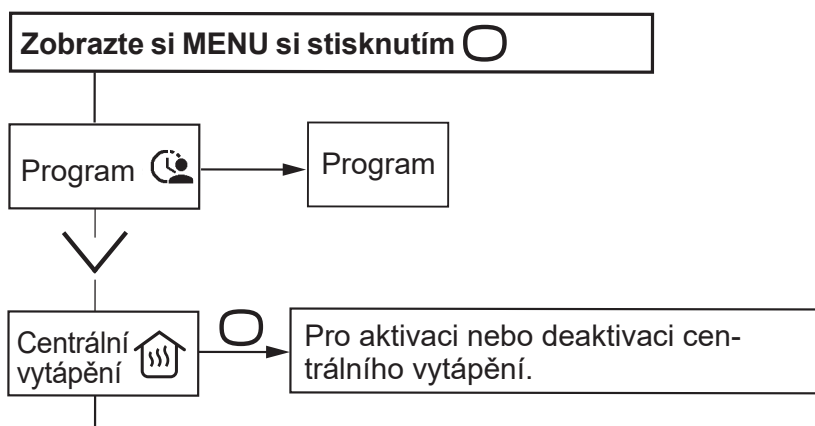 Zobrazte si MENU si stisknutím
Program
Program
Centrální
vytápění
Pro aktivaci nebo deaktivaci cen-
trálního vytápění.